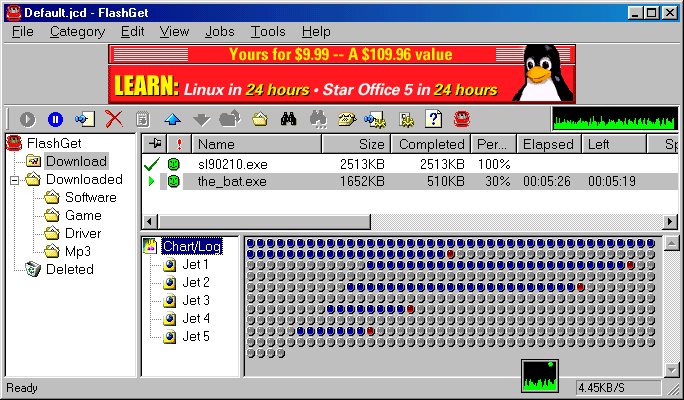 Default.jcd - FlashGet
File Category Edit View Jobs Tools Help
Yours for $9.99 -- A $109.96 value
LEARN: Linux in 24 hours • Star Office 5 in 24 hours
FlashGet
Download
Downloaded
Software
Game
Driver
Mp3
Deleted
! Name Size Completed Per... Elapsed Left Sp
sl90210.exe 2513KB 2513KB 100%
the_bat.exe 1652KB 510KB 30% 00:05:26 00:05:19
Chart/Log
Jet 1
Jet 2
Jet 3
Jet 4
Jet 5
Ready 4.45KB/S